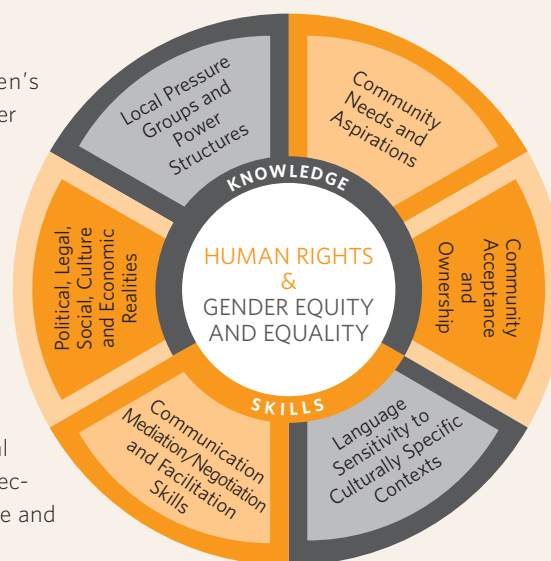 en's
er
al
ec-
e and
Local Pressure
Groups and
Power
Structures
Community
Needs and
Aspirations
Political, Legal,
Social, Culture
and Economic
Realities
KNOWLEDGE
HUMAN RIGHTS
&
GENDER EQUITY
AND EQUALITY
SKILLS
Community
Acceptance
and
Ownership
Communication
Mediation/Negotiation
and Facilitation
Skills
Language
Sensitivity to
Culturally Specific
Contexts